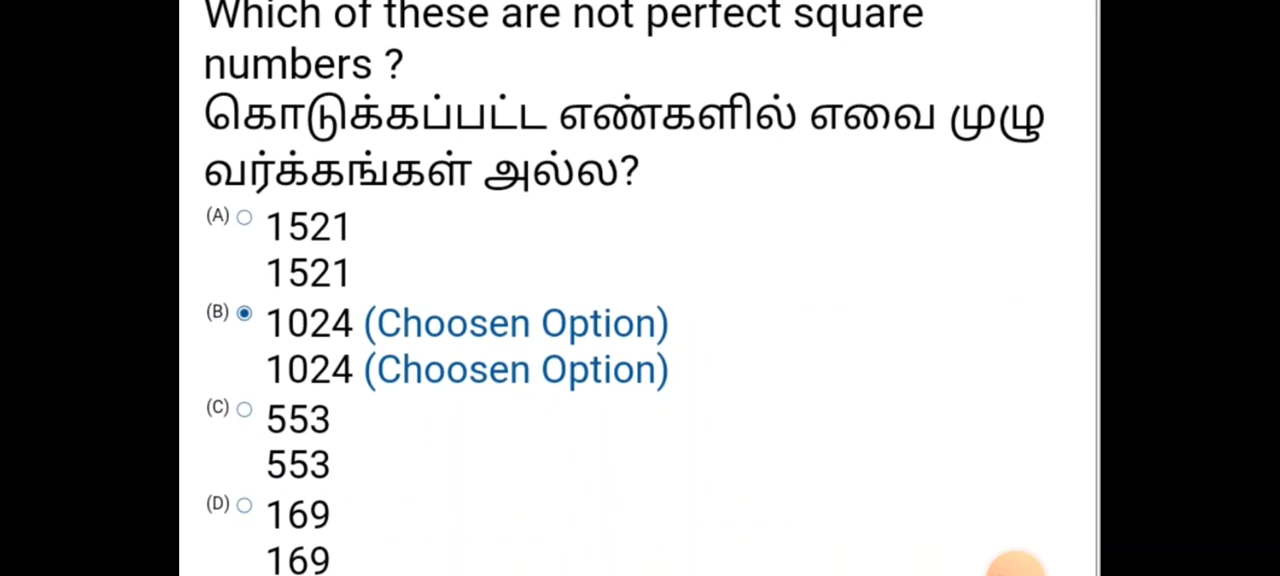 Which of these are not perfect square
numbers ?
கொடுக்கப்பட்ட எண்களில் எவை முழு
வர்க்கங்கள் அல்ல?
(A) 1521
1521
(B) 1024 (Choosen Option)
1024 (Choosen Option)
(C) 553
553
(D) 169
169